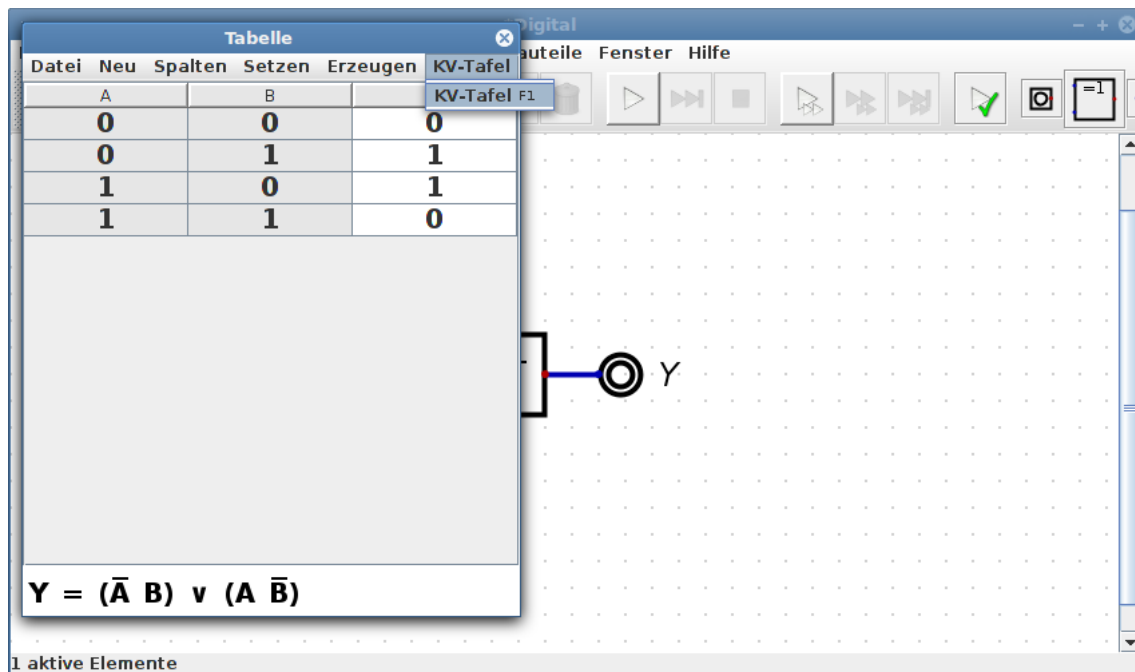 Digital
Tabelle
auteile Fenster Hilfe
Datei Neu Spalten Setzen Erzeugen KV-Tafel
KV-Tafel F1
A B
=1
0 0 0
0 1 1
1 0 1
1 1 0
Y
Y = (A̅ B) ∨ (A B̅)
1 aktive Elemente